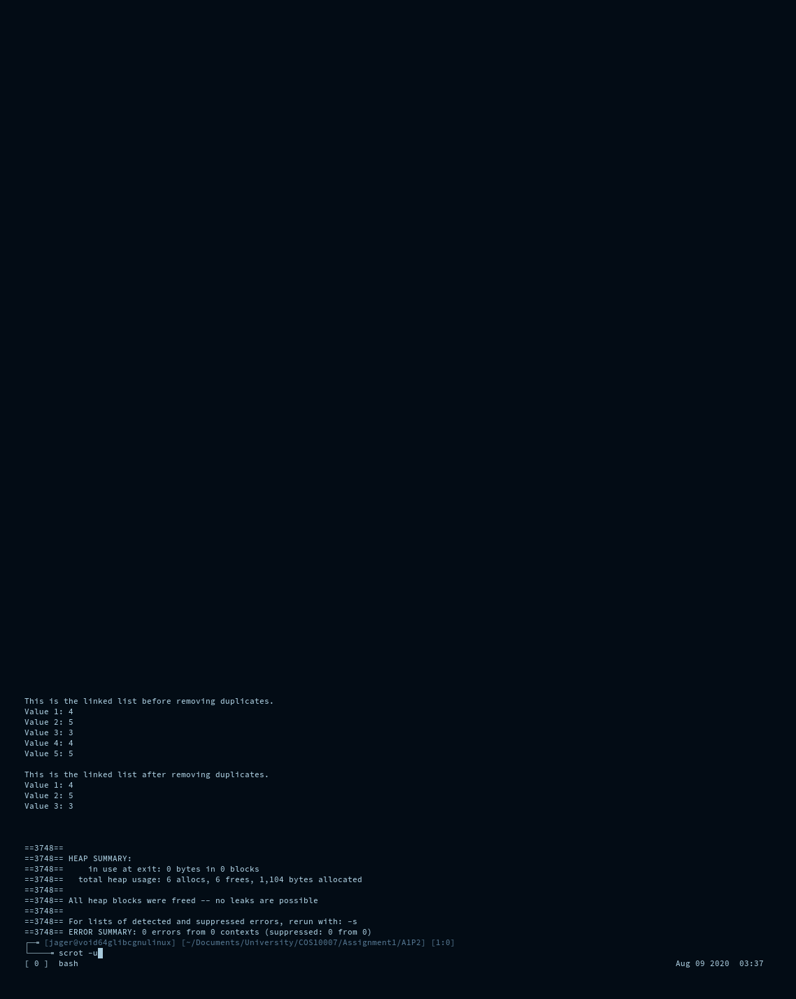 This is the linked list before removing duplicates.
Value 1: 4
Value 2: 5
Value 3: 3
Value 4: 4
Value 5: 5
This is the linked list after removing duplicates.
Value 1: 4
Value 2: 5
Value 3: 3
==3748==
==3748== HEAP SUMMARY:
==3748==     in use at exit: 0 bytes in 0 blocks
==3748==   total heap usage: 6 allocs, 6 frees, 1,104 bytes allocated
==3748==
==3748== All heap blocks were freed -- no leaks are possible
==3748==
==3748== For lists of detected and suppressed errors, rerun with: -s
==3748== ERROR SUMMARY: 0 errors from 0 contexts (suppressed: 0 from 0)
[jager@void64glibcgnulinux] [~/Documents/University/COS10007/Assignment1/A1P2] [1:0]
scrot -u
[ 0 ]  bash Aug 09 2020  03:37